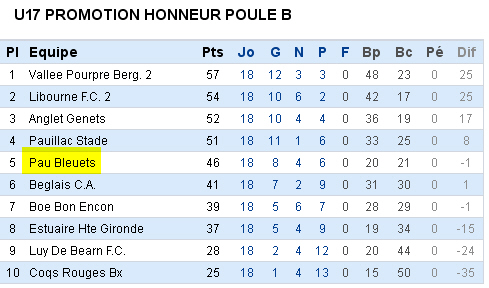 U17 PROMOTION HONNEUR POULE B
Pl Equipe Pts Jo G N P F Bp Bc Pé Dif
1 Vallee Pourpre Berg. 2 57 18 12 3 3 0 48 23 0 25
2 Libourne F.C. 2 54 18 10 6 2 0 42 17 0 25
3 Anglet Genets 52 18 10 4 4 0 36 19 0 17
4 Pauillac Stade 51 18 11 1 6 0 33 25 0 8
5 Pau Bleuets 46 18 8 4 6 0 20 21 0 -1
6 Beglais C.A. 41 18 7 2 9 0 31 30 0 1
7 Boe Bon Encon 39 18 5 6 7 0 28 29 0 -1
8 Estuaire Hte Gironde 37 18 5 4 9 0 19 34 0 -15
9 Luy De Bearn F.C. 28 18 2 4 12 0 20 44 0 -24
10 Coqs Rouges Bx 25 18 1 4 13 0 15 50 0 -35